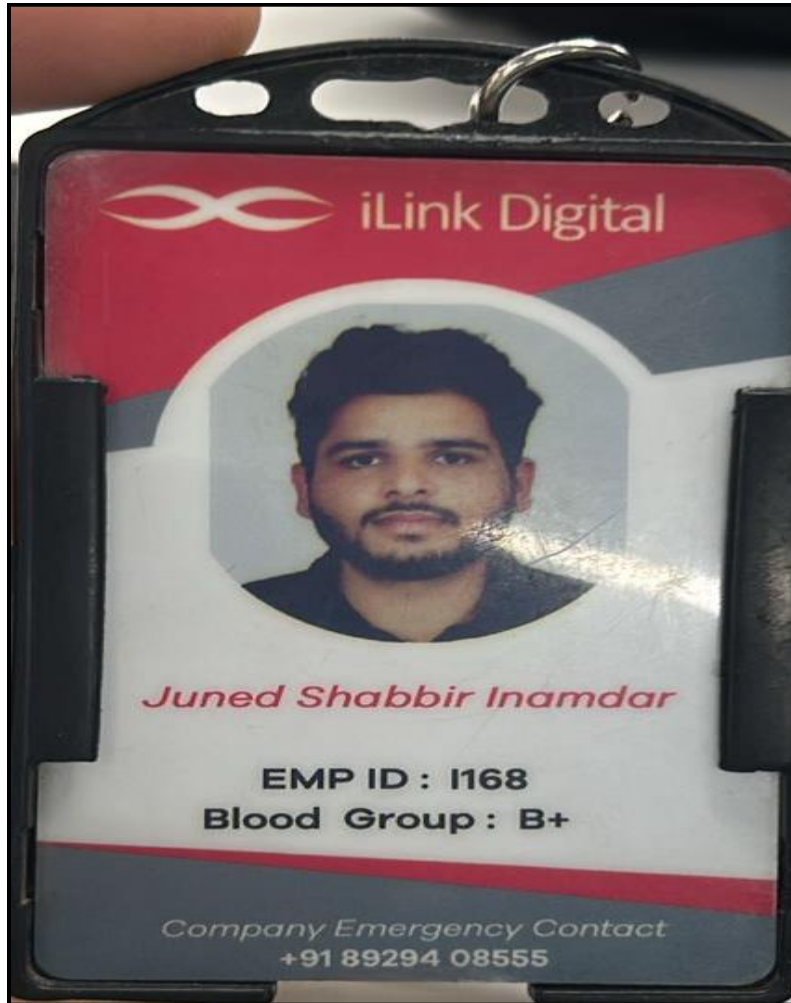 iLink Digital
Juned Shabbir Inamdar
EMP ID : I168
Blood Group : B+
Company Emergency Contact
+91 89294 08555